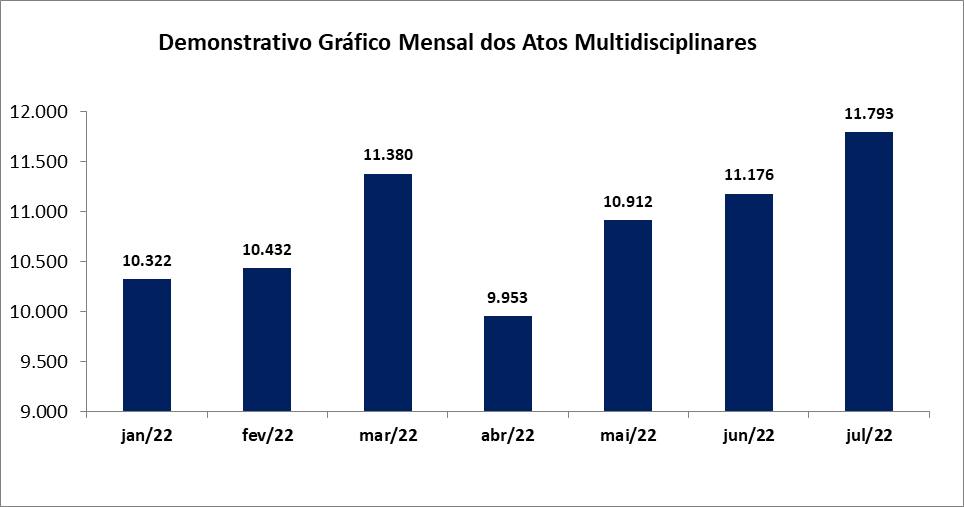 Demonstrativo Gráfico Mensal dos Atos Multidisciplinares
12.000
11.500
11.000
10.500
10.000
9.500
9.000
10.322
10.432
11.380
9.953
10.912
11.176
11.793
jan/22
fev/22
mar/22
abr/22
mai/22
jun/22
jul/22